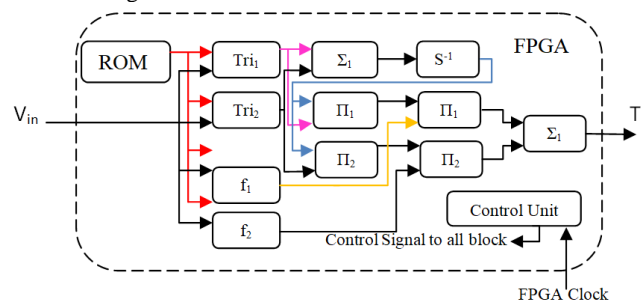 FPGA
ROM
Tri₁
Σ₁
S⁻¹
V_in
Tri₂
Π₁
Π₁
T
Σ₁
Π₂
Π₂
f₁
f₂
Control Unit
Control Signal to all block
FPGA Clock